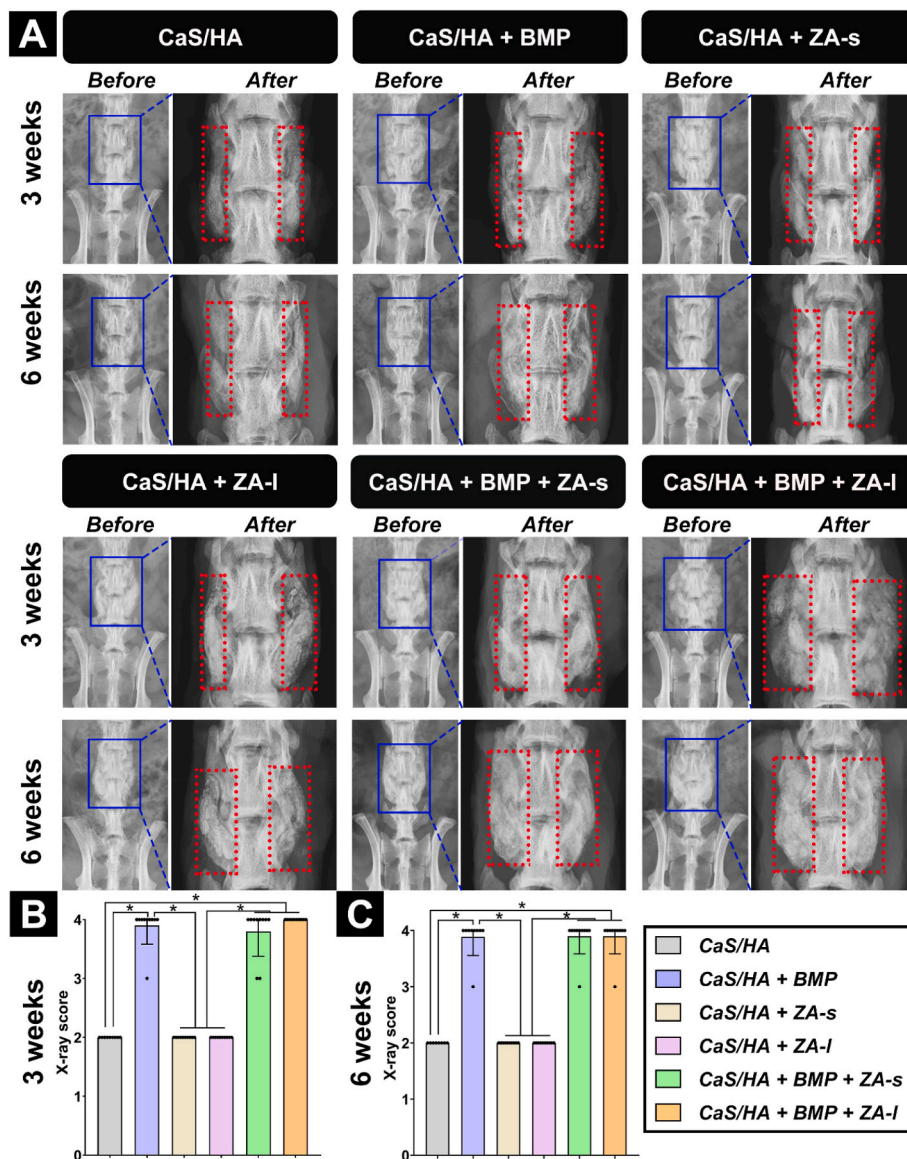 A
CaS/HA
CaS/HA + BMP
CaS/HA + ZA-s
Before
After
Before
After
Before
After
3 weeks
6 weeks
CaS/HA + ZA-l
CaS/HA + BMP + ZA-s
CaS/HA + BMP + ZA-l
Before
After
Before
After
Before
After
3 weeks
6 weeks
B
3 weeks
X-ray score
4
3
2
1
*
*
*
*
C
6 weeks
X-ray score
4
3
2
1
*
*
*
*
CaS/HA
CaS/HA + BMP
CaS/HA + ZA-s
CaS/HA + ZA-l
CaS/HA + BMP + ZA-s
CaS/HA + BMP + ZA-l